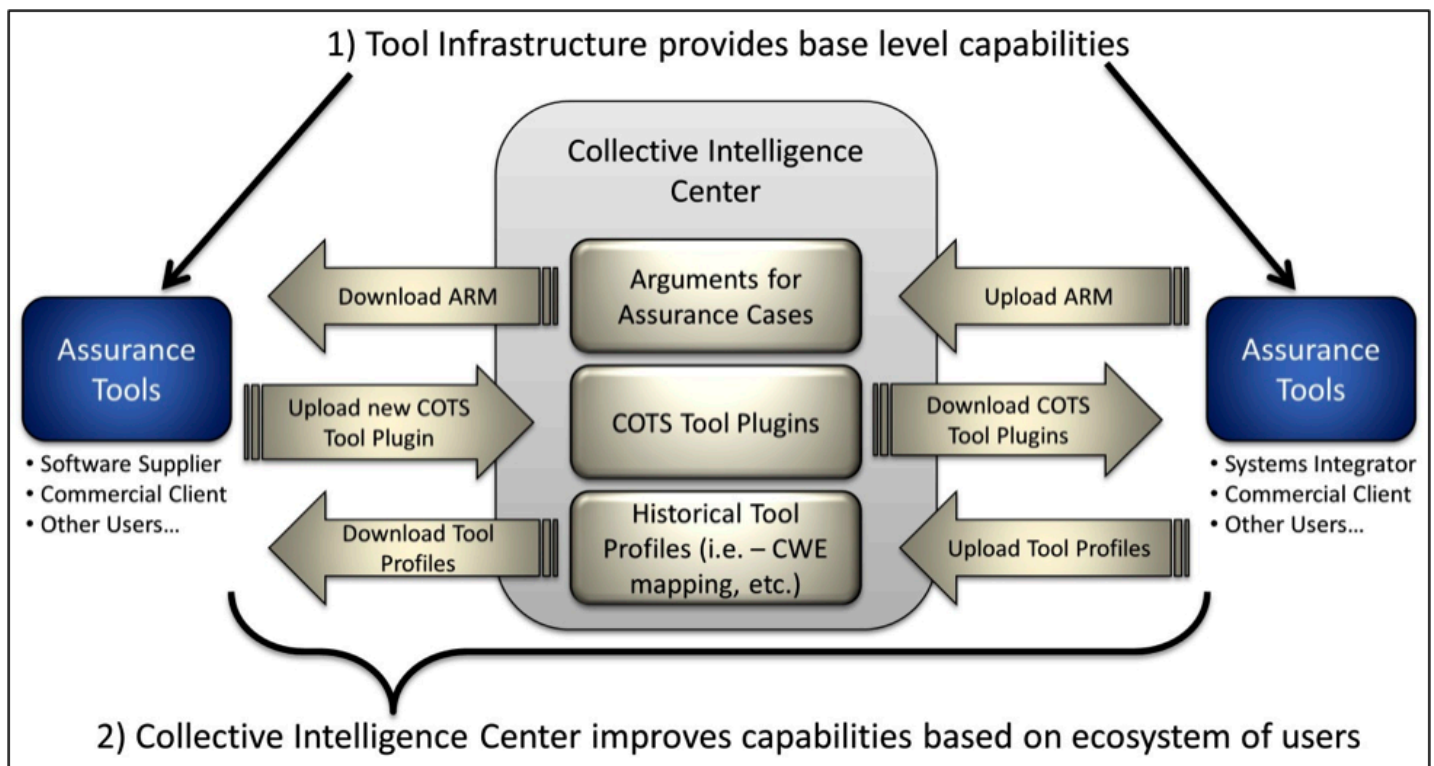 1) Tool Infrastructure provides base level capabilities
Collective Intelligence
Center
Download ARM
Arguments for
Assurance Cases
Upload ARM
Assurance
Tools
Upload new COTS
Tool Plugin
COTS Tool Plugins
Download COTS
Tool Plugins
Assurance
Tools
• Software Supplier
• Commercial Client
• Other Users...
Download Tool
Profiles
Historical Tool
Profiles (i.e. – CWE
mapping, etc.)
Upload Tool Profiles
• Systems Integrator
• Commercial Client
• Other Users...
2) Collective Intelligence Center improves capabilities based on ecosystem of users